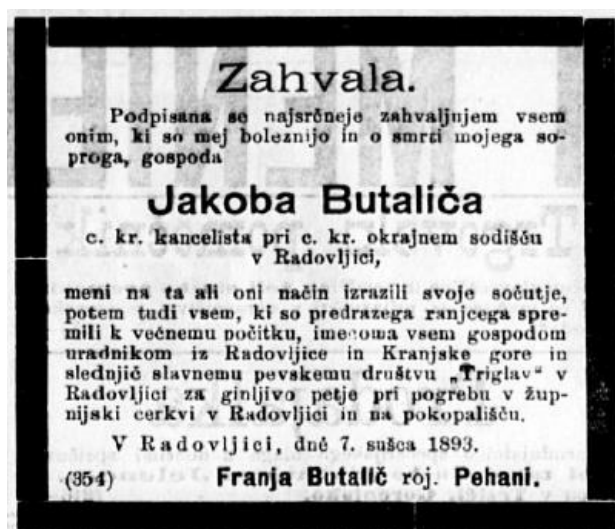 Zahvala.
Podpisana se najsrčneje zahvaljujem vsem
onim, ki so mej boleznijo in o smrti mojega so-
proga, gospoda
Jakoba Butaliča
c. kr. kancelista pri c. kr. okrajnem sodišču
v Radovljici,
meni na ta ali oni način izrazili svoje sočutje,
potem tudi vsem, ki so predrazega ranjcega spre-
mili k večnemu počitku, imenoma vsem gospodom
uradnikom iz Radovljice in Kranjske gore in
slednjič slavnemu pevskemu društvu „Triglav“ v
Radovljici za ginljivo petje pri pogrebu v žup-
nijski cerkvi v Radovljici in na pokopališču.
V Radovljici, dné 7. sušca 1893.
(354) Franja Butalič roj. Pehani.